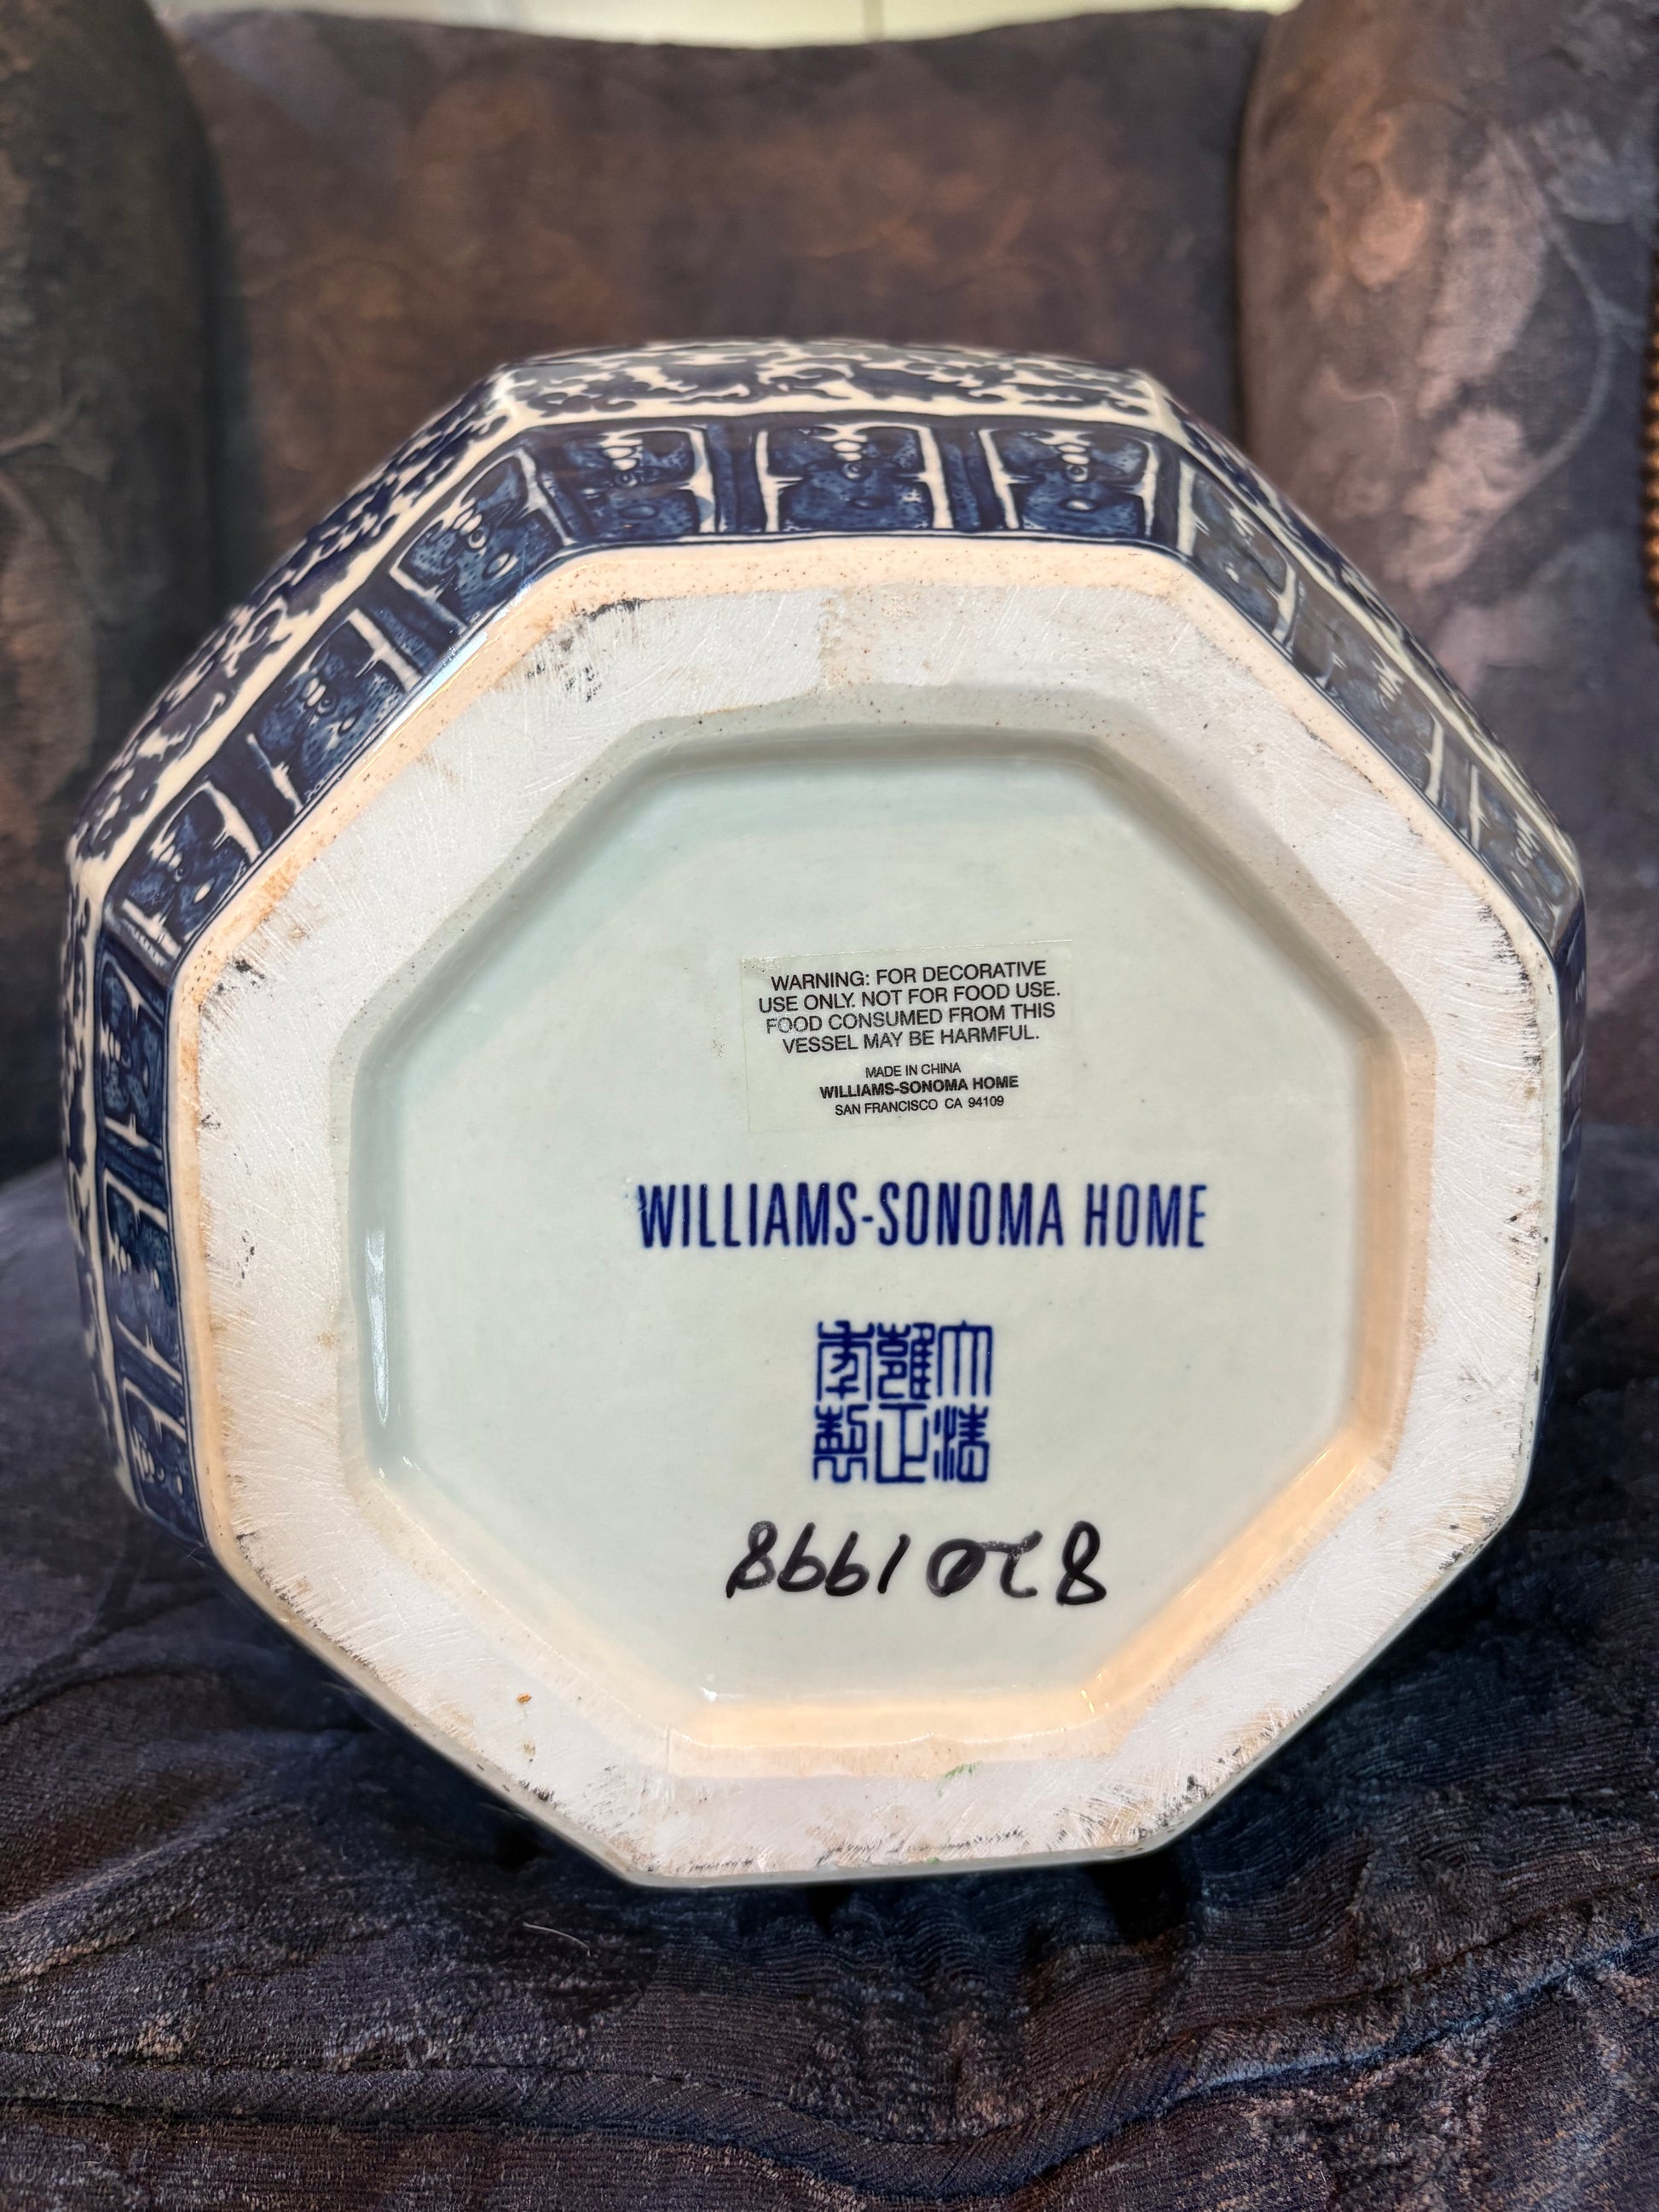 WARNING: FOR DECORATIVE
USE ONLY. NOT FOR FOOD USE.
FOOD CONSUMED FROM THIS
VESSEL MAY BE HARMFUL.
MADE IN CHINA
WILLIAMS-SONOMA HOME
SAN FRANCISCO CA 94109
WILLIAMS-SONOMA HOME
大清
雍正
年製
8201998